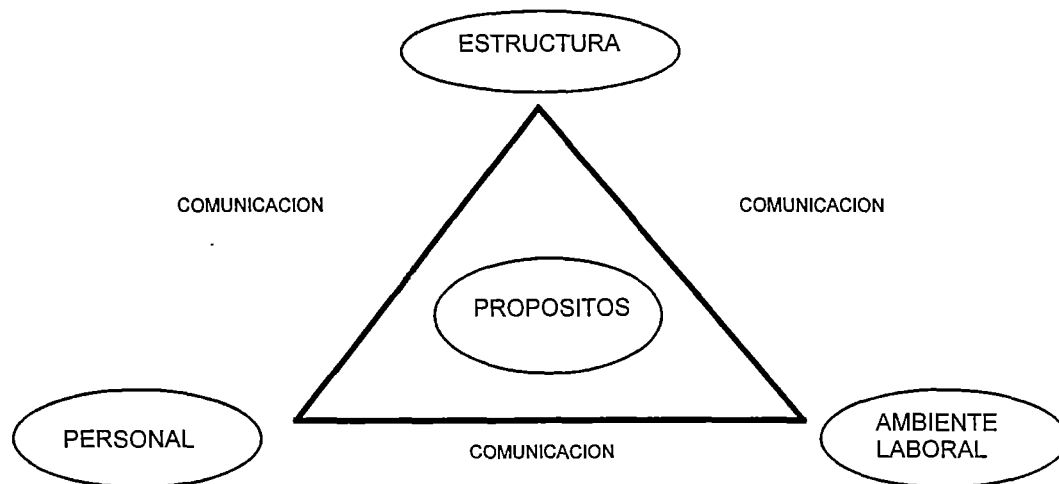 ESTRUCTURA
COMUNICACION
COMUNICACION
PROPOSITOS
PERSONAL
COMUNICACION
AMBIENTE
LABORAL